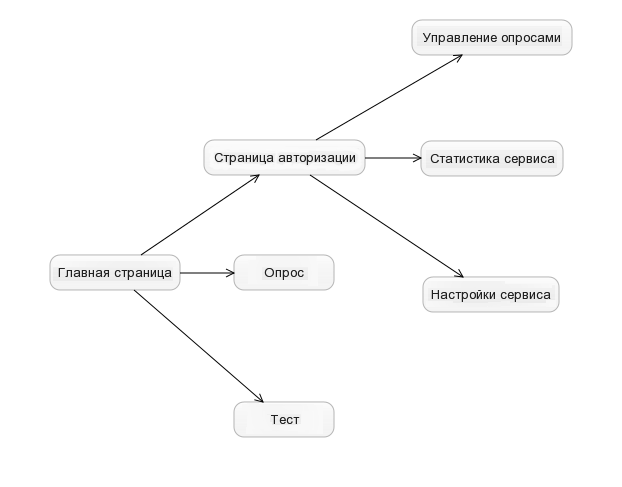 Управление опросами
Страница авторизации
Статистика сервиса
Главная страница
Опрос
Настройки сервиса
Тест